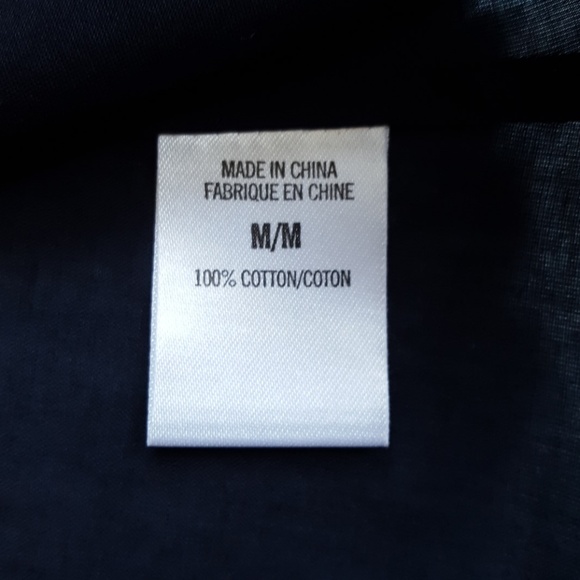 MADE IN CHINA
FABRIQUE EN CHINE
M/M
100% COTTON/COTON